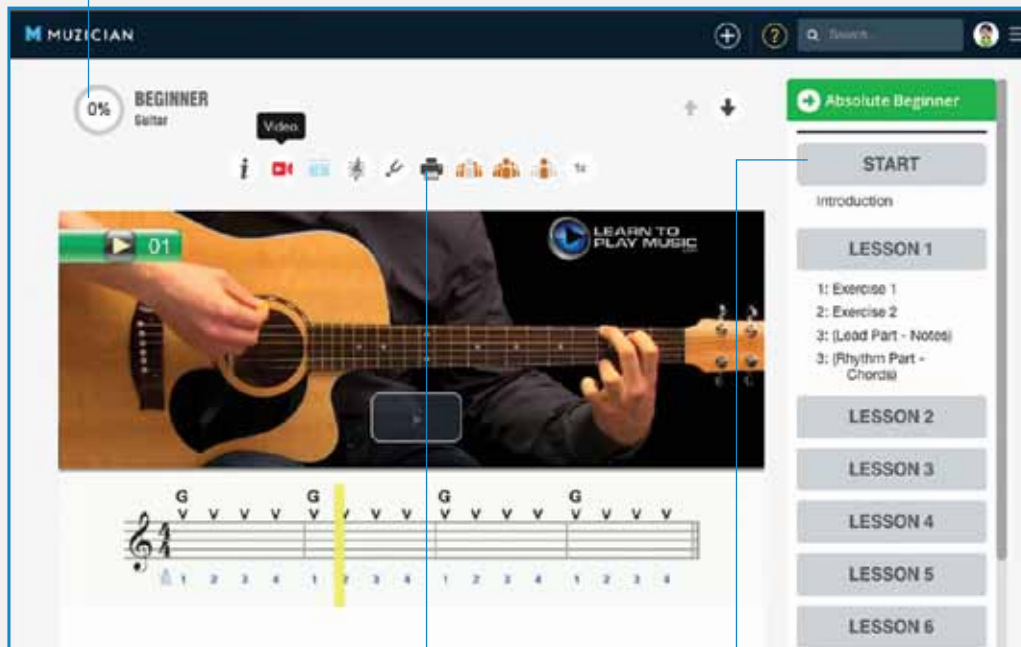 MUZICIAN
Search...
0%
BEGINNER
Guitar
Video
1x
01
LEARN TO
PLAY MUSIC
.com
G G G G
V V V V V V V V V V V V V V V V
4
4
1 2 3 4 1 2 3 4 1 2 3 4 1 2 3 4
Absolute Beginner
START
Introduction
LESSON 1
1: Exercise 1
2: Exercise 2
3: (Lead Part - Notes)
3: (Rhythm Part -
Chords)
LESSON 2
LESSON 3
LESSON 4
LESSON 5
LESSON 6